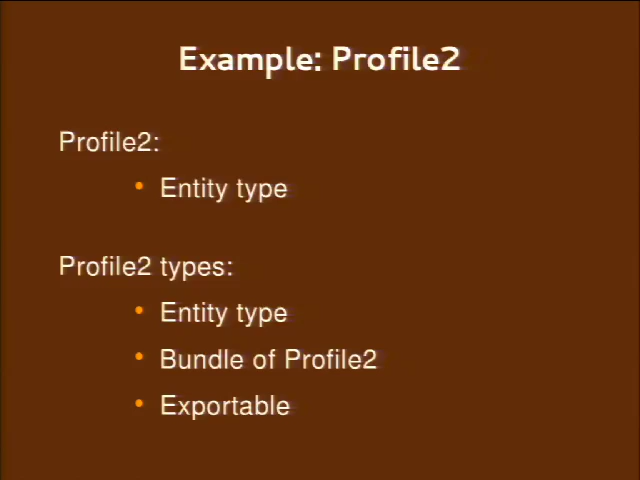 Example: Profile2
Profile2:
• Entity type
Profile2 types:
• Entity type
• Bundle of Profile2
• Exportable